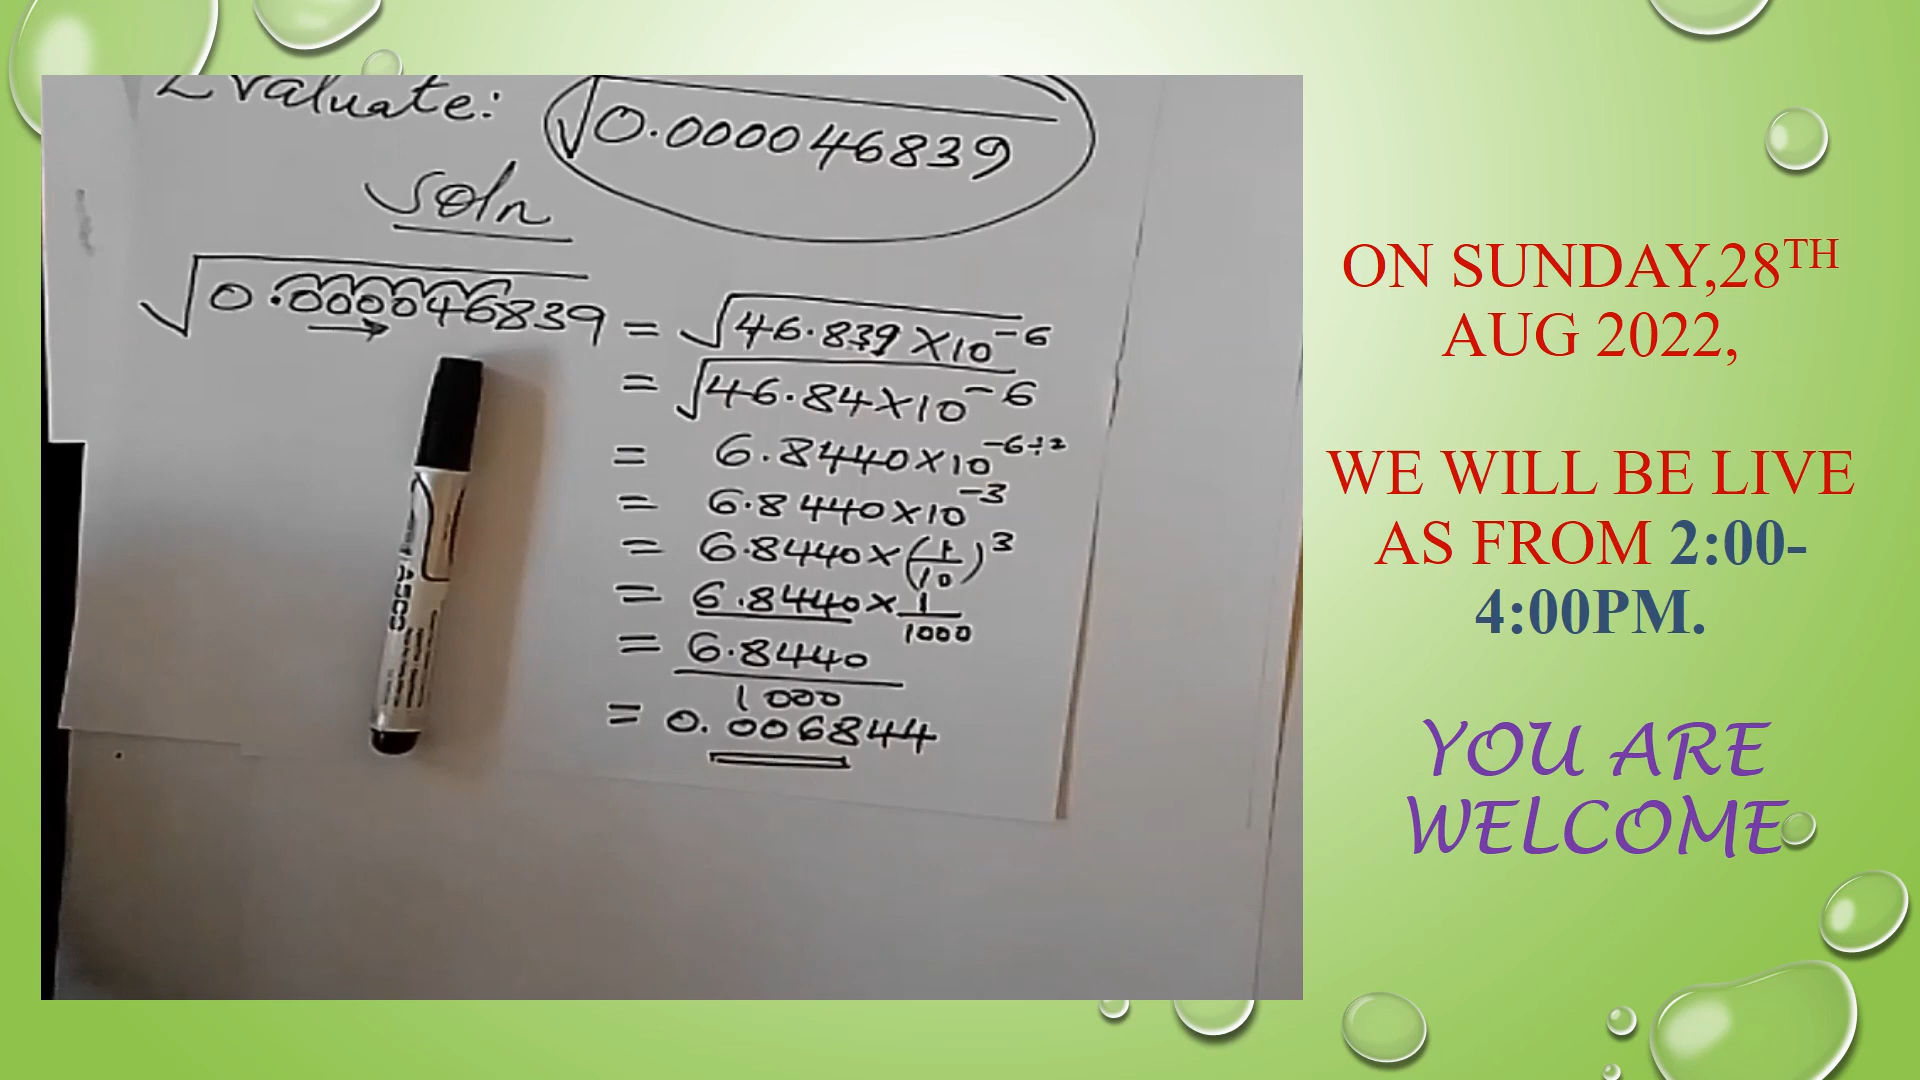 Evaluate: √0.000046839
Soln
√0.000046839 = √46.839×10⁻⁶
= √46.84×10⁻⁶
= 6.8440×10⁻⁶÷²
= 6.8440×10⁻³
= 6.8440×(1/10)³
= 6.8440×1/1000
= 6.8440/1000
= 0.006844
ON SUNDAY,28TH
AUG 2022,
WE WILL BE LIVE
AS FROM 2:00-
4:00PM.
YOU ARE
WELCOME